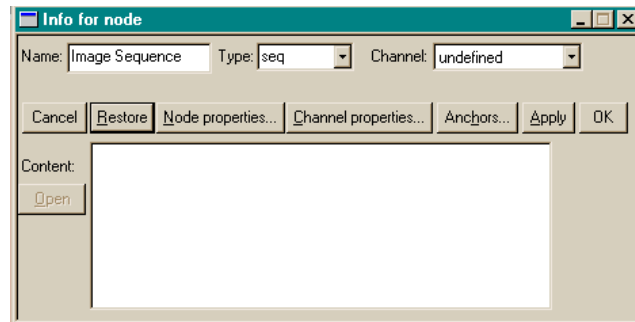 Info for node
Name: Image Sequence Type: seq Channel: undefined
Cancel Restore Node properties... Channel properties... Anchors... Apply OK
Content:
Open